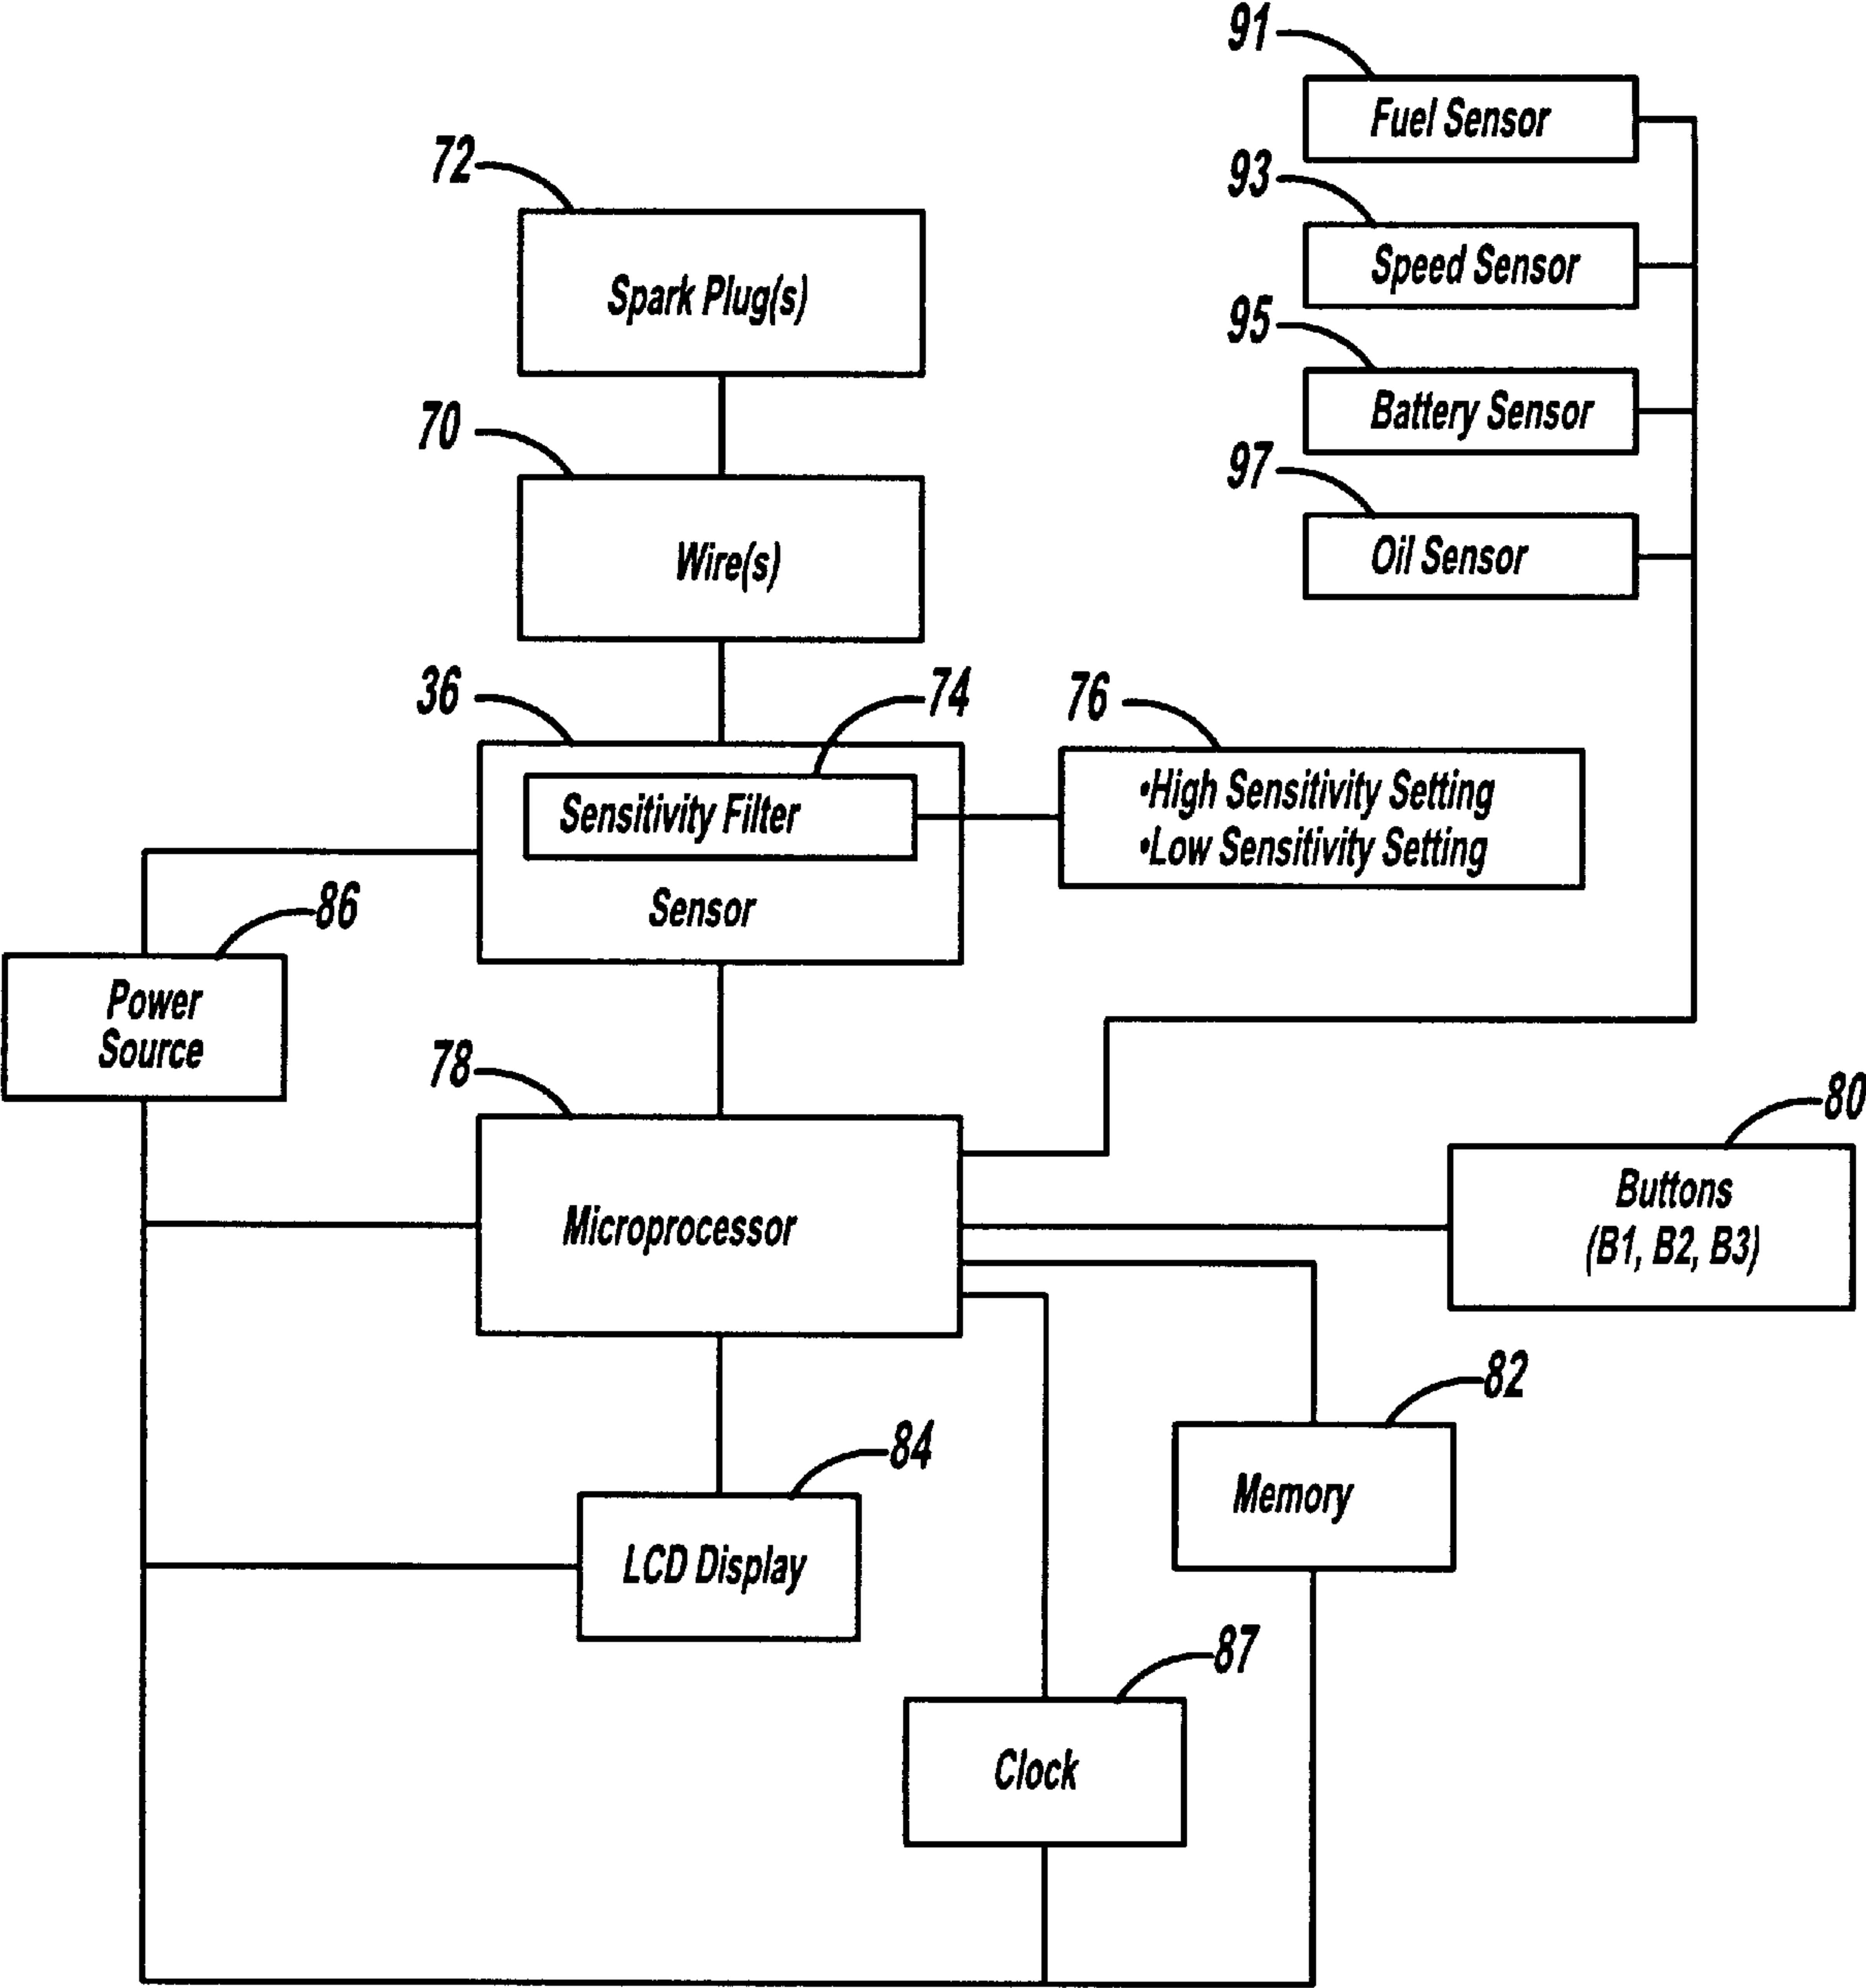 91
Fuel Sensor
72
93
Spark Plug(s)
Speed Sensor
95
70
Battery Sensor
97
Wire(s)
Oil Sensor
36
74
76
Sensitivity Filter
•High Sensitivity Setting
•Low Sensitivity Setting
Sensor
86
Power
Source
78
80
Microprocessor
Buttons
(B1, B2, B3)
82
84
Memory
LCD Display
87
Clock